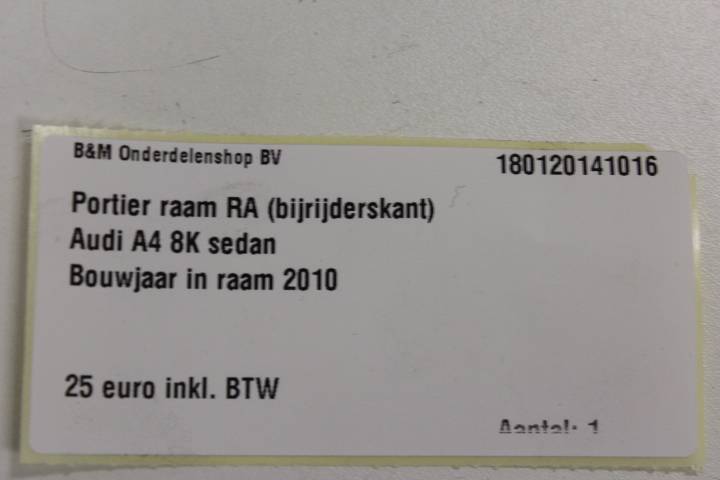 B&M Onderdelenshop BV 180120141016
Portier raam RA (bijrijderskant)
Audi A4 8K sedan
Bouwjaar in raam 2010
25 euro inkl. BTW
Aantal: 1